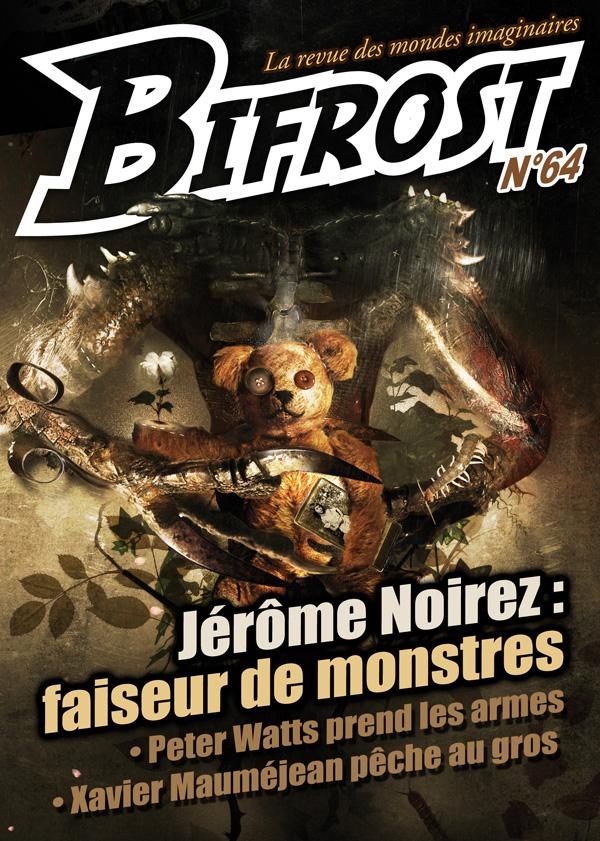 La revue des mondes imaginaires
BIFROST
N°64
Jérôme Noirez :
faiseur de monstres
• Peter Watts prend les armes
• Xavier Mauméjean pêche au gros